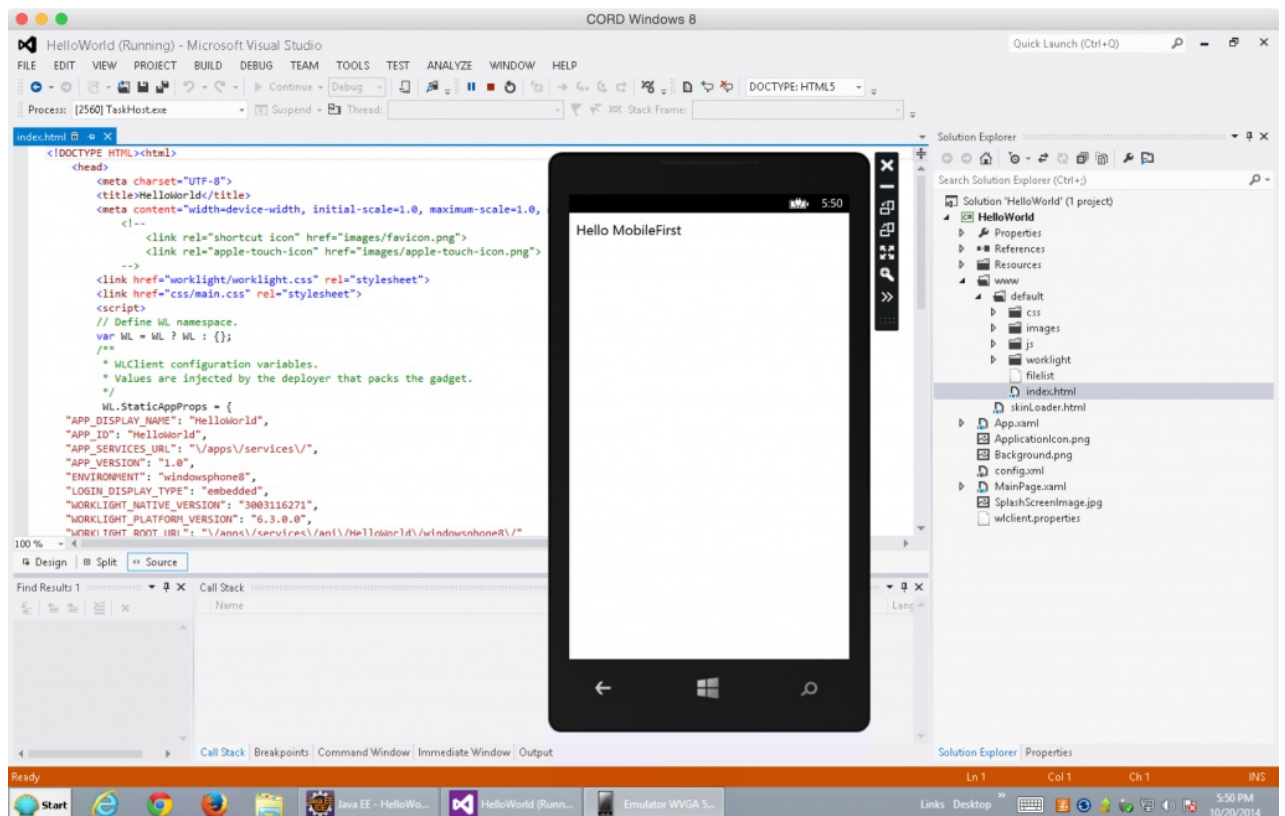 CORD Windows 8
HelloWorld (Running) - Microsoft Visual Studio
Quick Launch (Ctrl+Q)
FILE EDIT VIEW PROJECT BUILD DEBUG TEAM TOOLS TEST ANALYZE WINDOW HELP
Continue Debug DOCTYPE: HTML5
Process: [2560] TaskHost.exe Suspend Thread: Stack Frame:
index.html
<!DOCTYPE HTML><html>
<head>
<meta charset="UTF-8">
<title>HelloWorld</title>
<meta content="width=device-width, initial-scale=1.0, maximum-scale=1.0,
<!--
<link rel="shortcut icon" href="images/favicon.png">
<link rel="apple-touch-icon" href="images/apple-touch-icon.png">
-->
<link href="worklight/worklight.css" rel="stylesheet">
<link href="css/main.css" rel="stylesheet">
<script>
// Define WL namespace.
var WL = WL ? WL : {};
/**
* WLClient configuration variables.
* Values are injected by the deployer that packs the gadget.
*/
WL.StaticAppProps = {
"APP_DISPLAY_NAME": "HelloWorld",
"APP_ID": "HelloWorld",
"APP_SERVICES_URL": "\/apps\/services\/",
"APP_VERSION": "1.0",
"ENVIRONMENT": "windowsphone8",
"LOGIN_DISPLAY_TYPE": "embedded",
"WORKLIGHT_NATIVE_VERSION": "3003116271",
"WORKLIGHT_PLATFORM_VERSION": "6.3.0.0",
"WORKLIGHT_ROOT_URL": "\/apps\/services\/api\/HelloWorld\/windowsphone8\/"
100 %
Design Split Source
5:50
Hello MobileFirst
Solution Explorer
Search Solution Explorer (Ctrl+;)
Solution 'HelloWorld' (1 project)
HelloWorld
Properties
References
Resources
www
default
css
images
js
worklight
filelist
index.html
skinLoader.html
App.xaml
ApplicationIcon.png
Background.png
config.xml
MainPage.xaml
SplashScreenImage.jpg
wlclient.properties
Find Results 1
Call Stack
Name
Lang
Call Stack Breakpoints Command Window Immediate Window Output
Solution Explorer Properties
Ready Ln 1 Col 1 Ch 1 INS
Start Java EE - HelloWo... HelloWorld (Runn... Emulator WVGA 5... Links Desktop 5:50 PM
10/20/2014